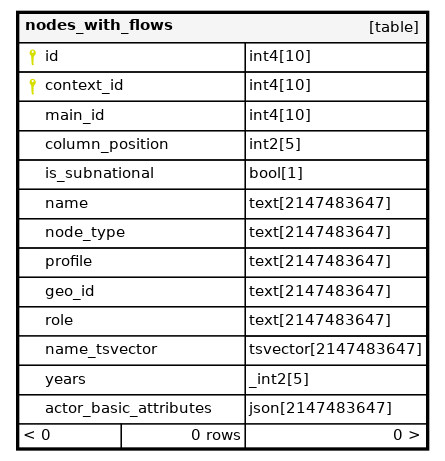 nodes_with_flows [table]
id int4[10]
context_id int4[10]
main_id int4[10]
column_position int2[5]
is_subnational bool[1]
name text[2147483647]
node_type text[2147483647]
profile text[2147483647]
geo_id text[2147483647]
role text[2147483647]
name_tsvector tsvector[2147483647]
years _int2[5]
actor_basic_attributes json[2147483647]
< 0 0 rows 0 >